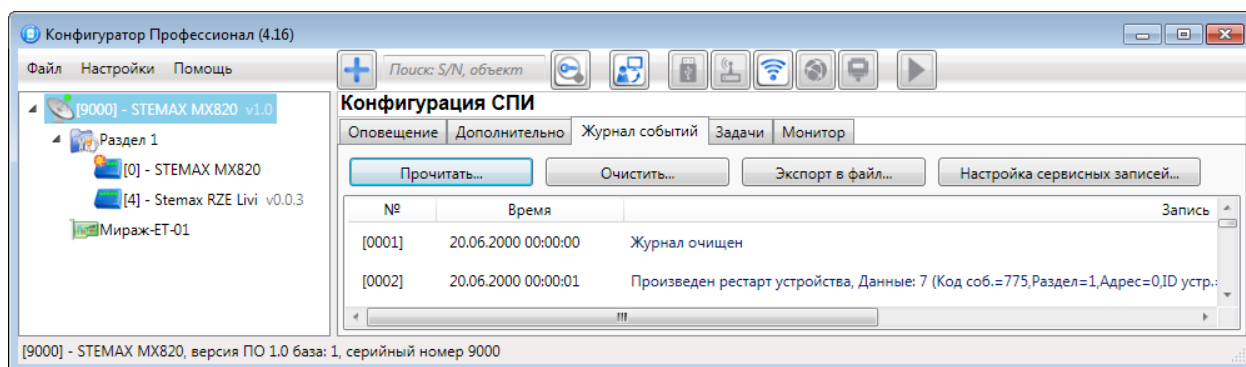 Конфигуратор Профессионал (4.16)
Файл Настройки Помощь
Поиск: S/N, объект
[9000] - STEMAX MX820 v1.0
Раздел 1
[0] - STEMAX MX820
[4] - Stemax RZE Livi v0.0.3
Мираж-ET-01
Конфигурация СПИ
Оповещение Дополнительно Журнал событий Задачи Монитор
Прочитать... Очистить... Экспорт в файл... Настройка сервисных записей...
№ Время Запись
[0001] 20.06.2000 00:00:00 Журнал очищен
[0002] 20.06.2000 00:00:01 Произведен рестарт устройства, Данные: 7 (Код соб.=775,Раздел=1,Адрес=0,ID устр.:
[9000] - STEMAX MX820, версия ПО 1.0 база: 1, серийный номер 9000